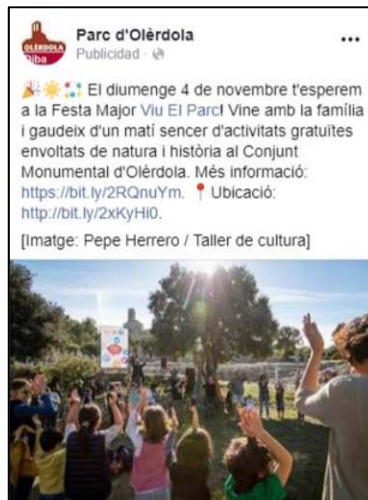 Parc d'Olèrdola
Publicidad ·
OLÈRDOLA
Diba
🎉☀️ El diumenge 4 de novembre t'esperem
a la Festa Major Viu El Parc! Vine amb la família
i gaudeix d'un matí sencer d'activitats gratuïtes
envoltats de natura i història al Conjunt
Monumental d'Olèrdola. Més informació:
https://bit.ly/2RQnuYm. 📍 Ubicació:
http://bit.ly/2xKyHi0.
[Imatge: Pepe Herrero / Taller de cultura]